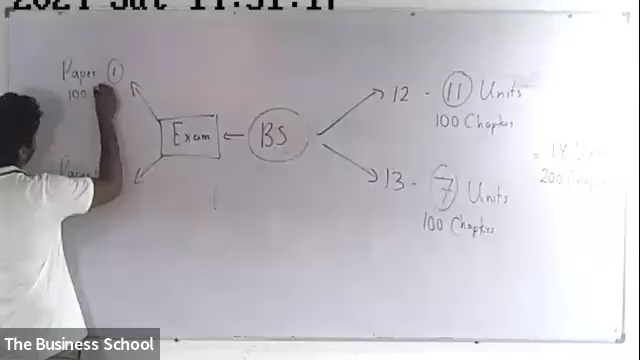 Paper 1
100
Exam
BS
12 - 11 Units
100 Chapters
13 - 7 Units
100 Chapters
200
The Business School